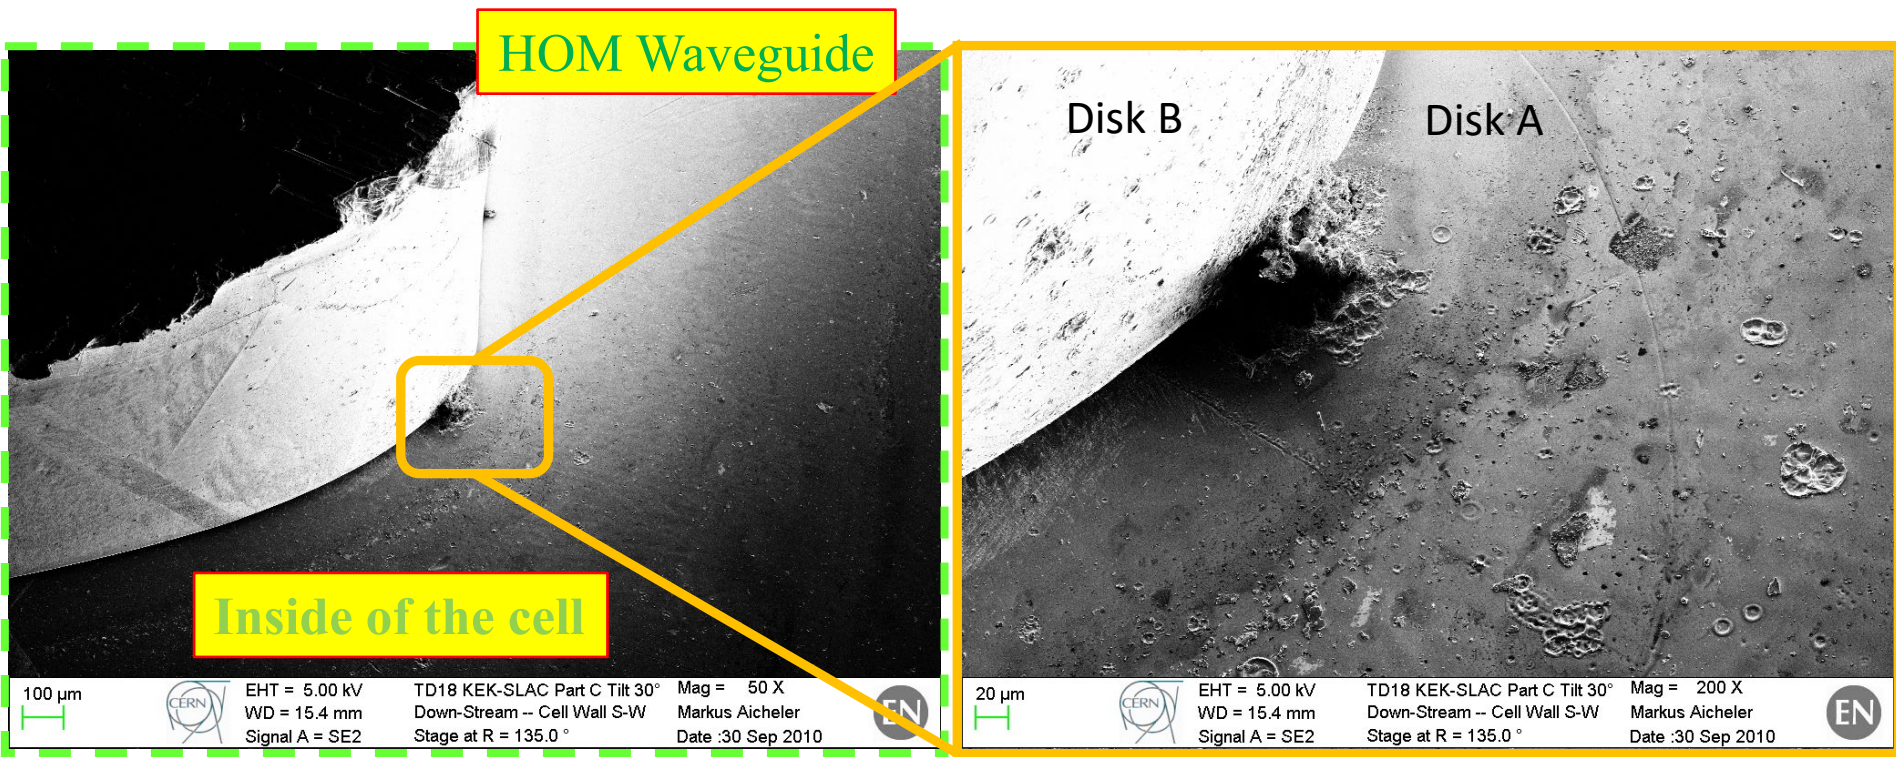 HOM Waveguide
Inside of the cell
100 µm
CERN
EHT = 5.00 kV
WD = 15.4 mm
Signal A = SE2
TD18 KEK-SLAC Part C Tilt 30°
Down-Stream -- Cell Wall S-W
Stage at R = 135.0 °
Mag = 50 X
Markus Aicheler
Date :30 Sep 2010
EN
Disk B
Disk A
20 µm
CERN
EHT = 5.00 kV
WD = 15.4 mm
Signal A = SE2
TD18 KEK-SLAC Part C Tilt 30°
Down-Stream -- Cell Wall S-W
Stage at R = 135.0 °
Mag = 200 X
Markus Aicheler
Date :30 Sep 2010
EN